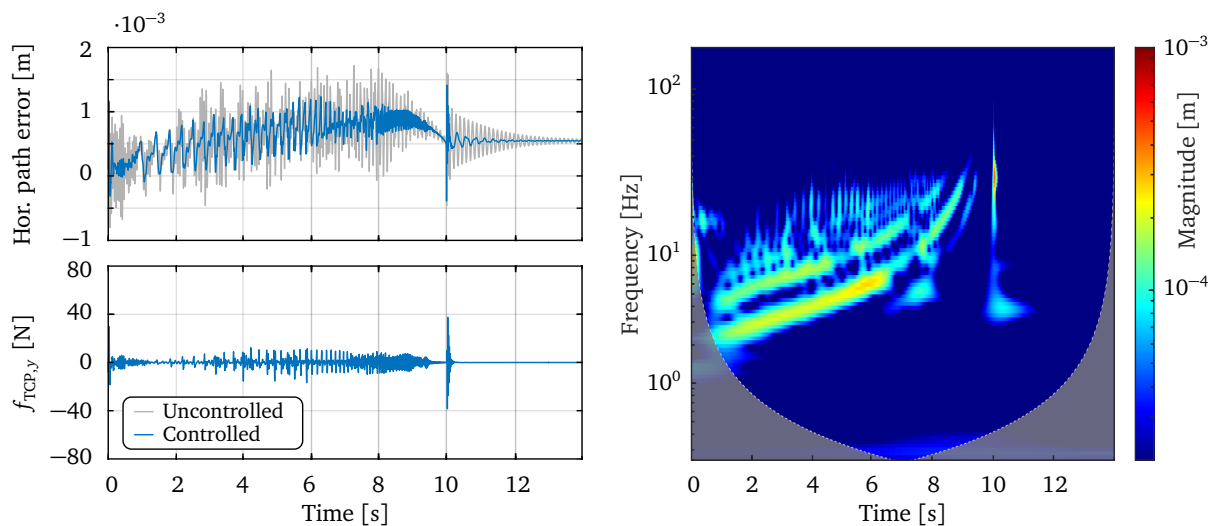 ·10⁻³
Hor. path error [m]
2
1
0
−1
f_TCP,y [N]
80
40
0
−40
−80
Uncontrolled
Controlled
0 2 4 6 8 10 12
Time [s]
Frequency [Hz]
10²
10¹
10⁰
0 2 4 6 8 10 12
Time [s]
10⁻³
10⁻⁴
Magnitude [m]